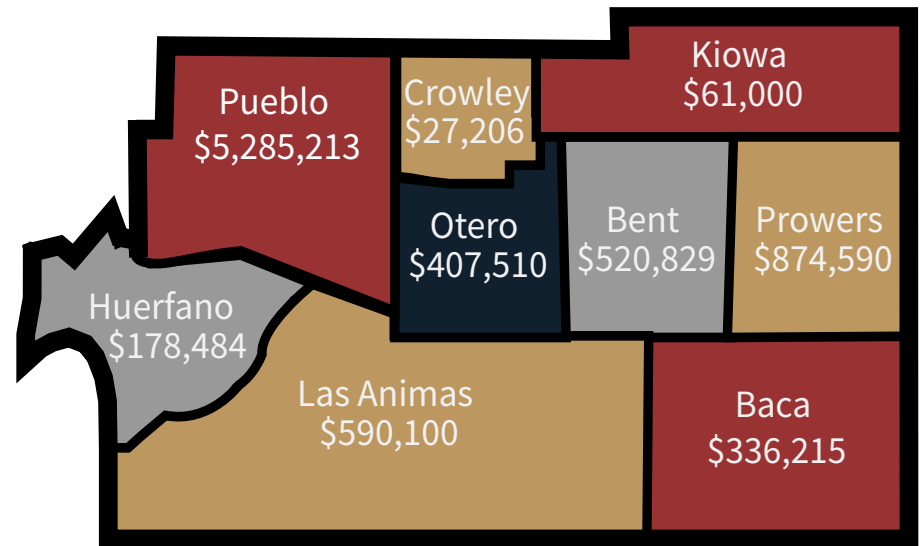 Kiowa
$61,000
Pueblo
$5,285,213
Crowley
$27,206
Otero
$407,510
Bent
$520,829
Prowers
$874,590
Huerfano
$178,484
Las Animas
$590,100
Baca
$336,215